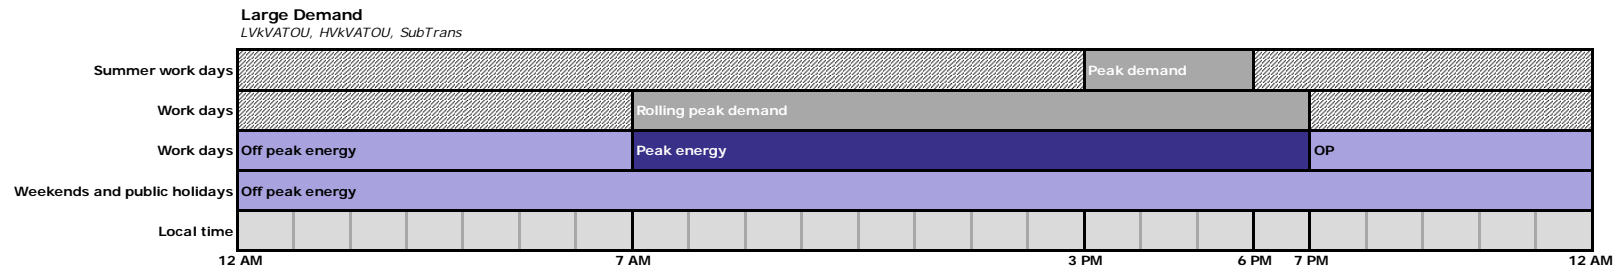 Large Demand
LVkVATOU, HVkVATOU, SubTrans
Summer work days Peak demand
Work days Rolling peak demand
Work days Off peak energy Peak energy OP
Weekends and public holidays Off peak energy
Local time
12 AM 7 AM 3 PM 6 PM 7 PM 12 AM